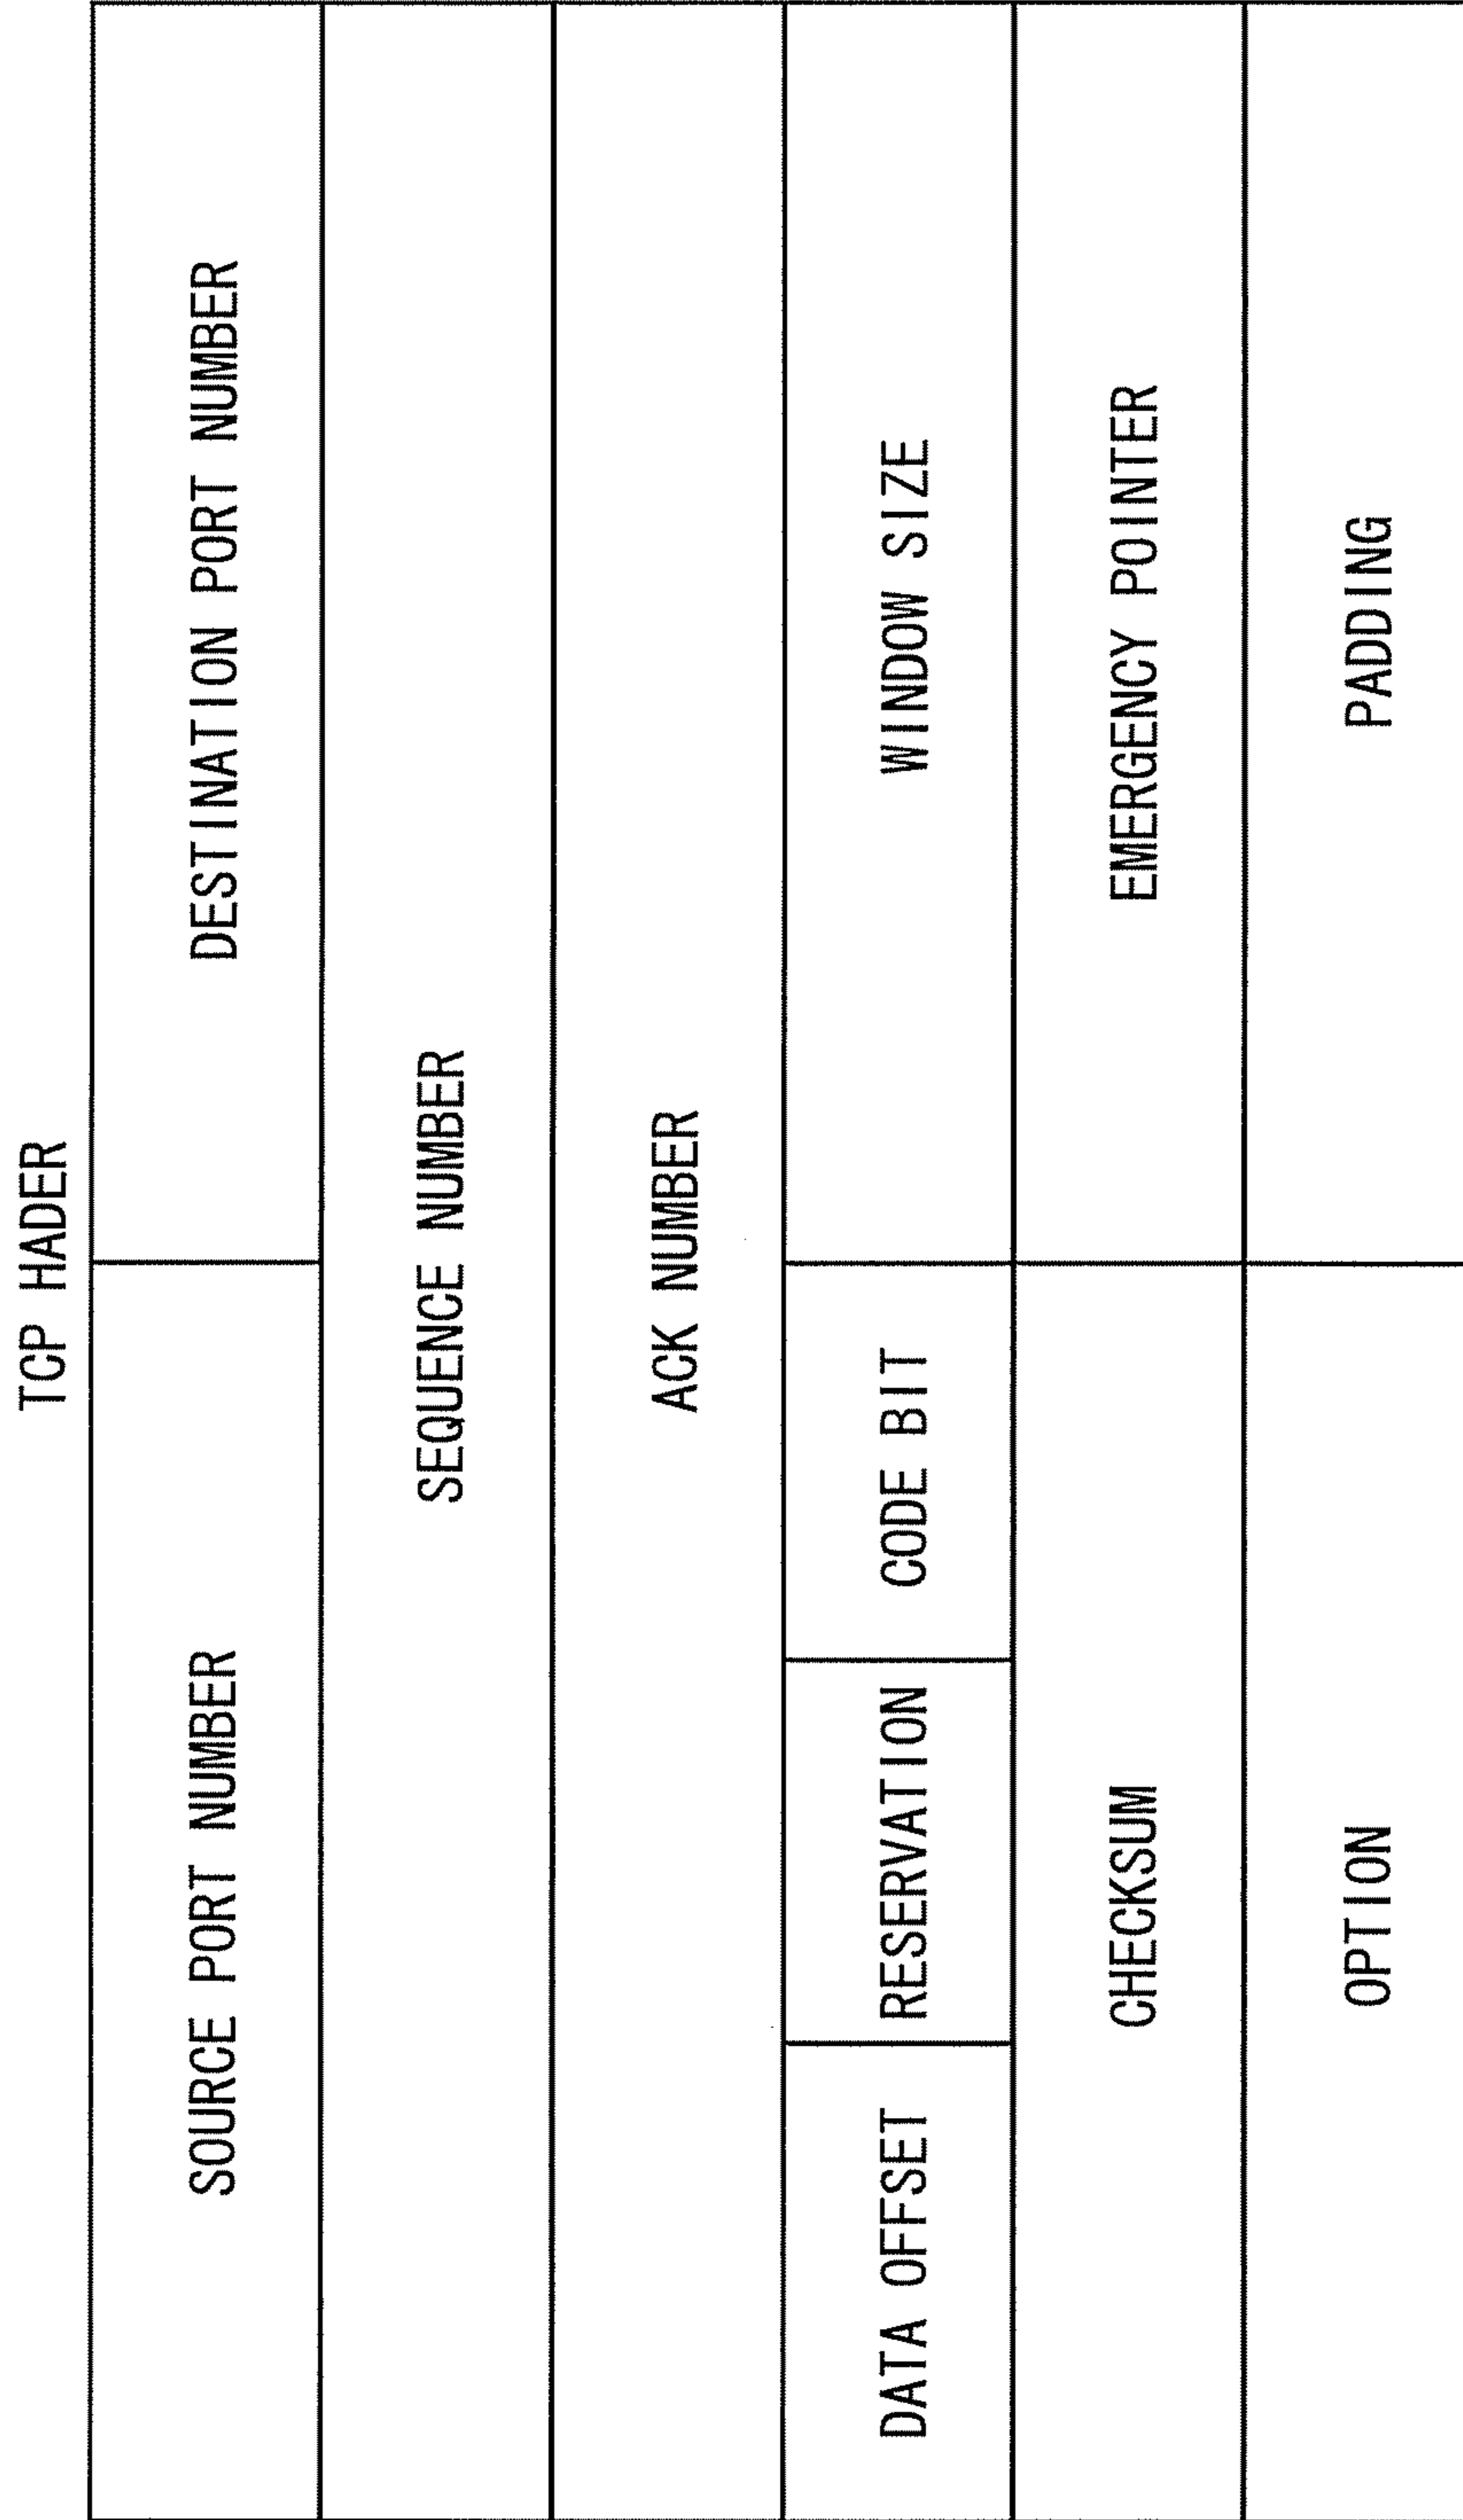 TCP HADER
SOURCE PORT NUMBER
DESTINATION PORT NUMBER
SEQUENCE NUMBER
ACK NUMBER
DATA OFFSET
RESERVATION
CODE BIT
WINDOW SIZE
CHECKSUM
EMERGENCY POINTER
OPTION
PADDING